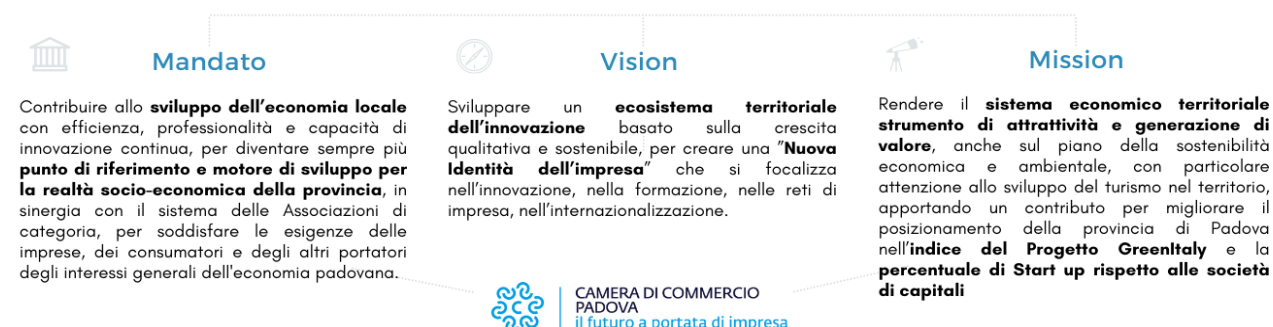 Mandato
Contribuire allo sviluppo dell’economia locale
con efficienza, professionalità e capacità di
innovazione continua, per diventare sempre più
punto di riferimento e motore di sviluppo per
la realtà socio-economica della provincia, in
sinergia con il sistema delle Associazioni di
categoria, per soddisfare le esigenze delle
imprese, dei consumatori e degli altri portatori
degli interessi generali dell'economia padovana.
Vision
Sviluppare un ecosistema territoriale
dell’innovazione basato sulla crescita
qualitativa e sostenibile, per creare una "Nuova
Identità dell’impresa" che si focalizza
nell’innovazione, nella formazione, nelle reti di
impresa, nell’internazionalizzazione.
Mission
Rendere il sistema economico territoriale
strumento di attrattività e generazione di
valore, anche sul piano della sostenibilità
economica e ambientale, con particolare
attenzione allo sviluppo del turismo nel territorio,
apportando un contributo per migliorare il
posizionamento della provincia di Padova
nell’indice del Progetto GreenItaly e la
percentuale di Start up rispetto alle società
di capitali
CAMERA DI COMMERCIO
PADOVA
il futuro a portata di impresa